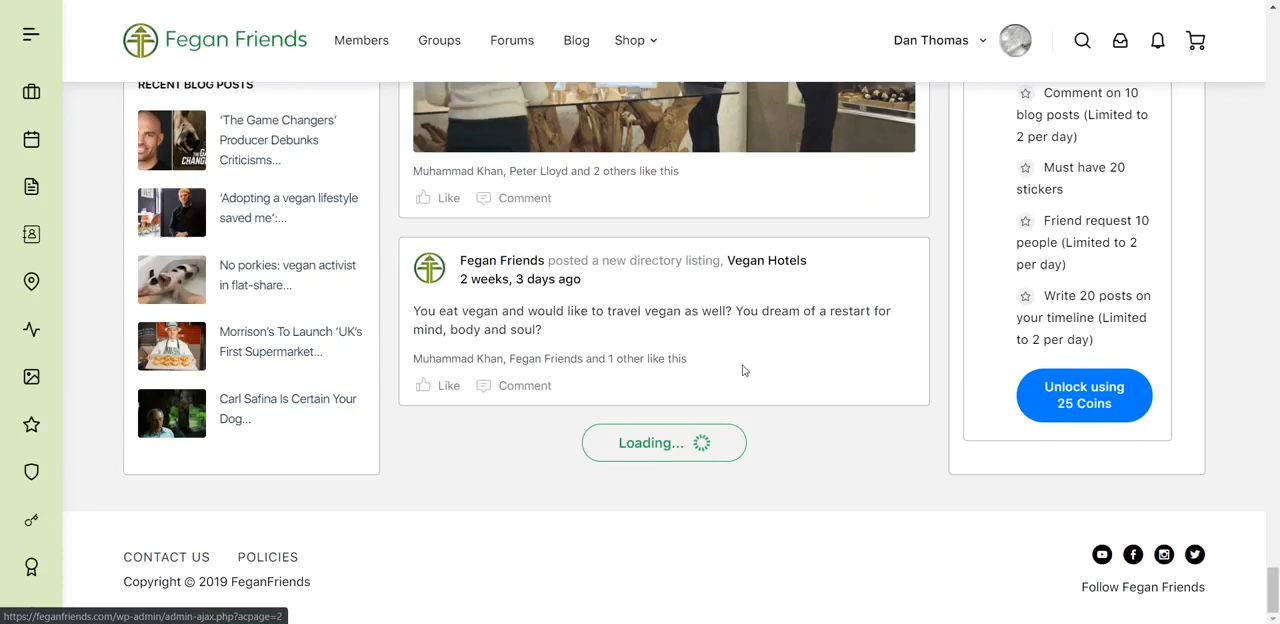 Fegan Friends
Members
Groups
Forums
Blog
Shop
Dan Thomas
RECENT BLOG POSTS
'The Game Changers'
Producer Debunks
Criticisms...
'Adopting a vegan lifestyle
saved me':...
No porkies: vegan activist
in flat-share...
Morrison's To Launch 'UK's
First Supermarket...
Carl Safina Is Certain Your
Dog...
Muhammad Khan, Peter Lloyd and 2 others like this
Like
Comment
Fegan Friends posted a new directory listing, Vegan Hotels
2 weeks, 3 days ago
You eat vegan and would like to travel vegan as well? You dream of a restart for
mind, body and soul?
Muhammad Khan, Fegan Friends and 1 other like this
Like
Comment
Loading...
Comment on 10
blog posts (Limited to
2 per day)
Must have 20
stickers
Friend request 10
people (Limited to 2
per day)
Write 20 posts on
your timeline (Limited
to 2 per day)
Unlock using
25 Coins
CONTACT US
POLICIES
Copyright © 2019 FeganFriends
Follow Fegan Friends
https://feganfriends.com/wp-admin/admin-ajax.php?acpage=2